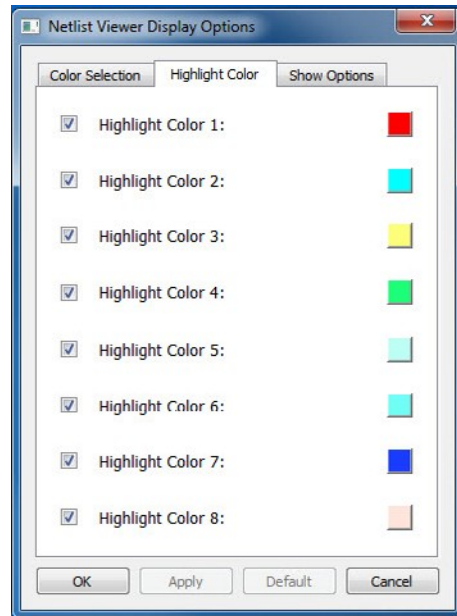 Netlist Viewer Display Options
Color Selection Highlight Color Show Options
Highlight Color 1:
Highlight Color 2:
Highlight Color 3:
Highlight Color 4:
Highlight Color 5:
Highlight Color 6:
Highlight Color 7:
Highlight Color 8:
OK Apply Default Cancel